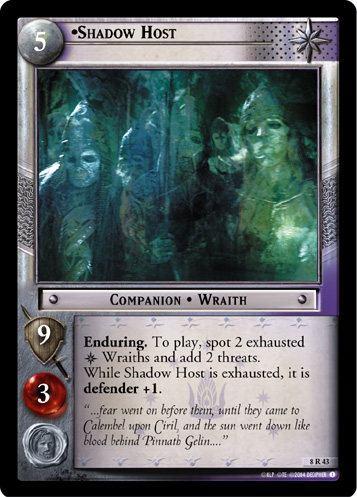 5
•Shadow Host
Companion • Wraith
9
3
Enduring. To play, spot 2 exhausted
Wraiths and add 2 threats.
While Shadow Host is exhausted, it is
defender +1.
"...fear went on before them, until they came to
Calembel upon Ciril, and the sun went down like
blood behind Pinnath Gelin...."
8 R 43